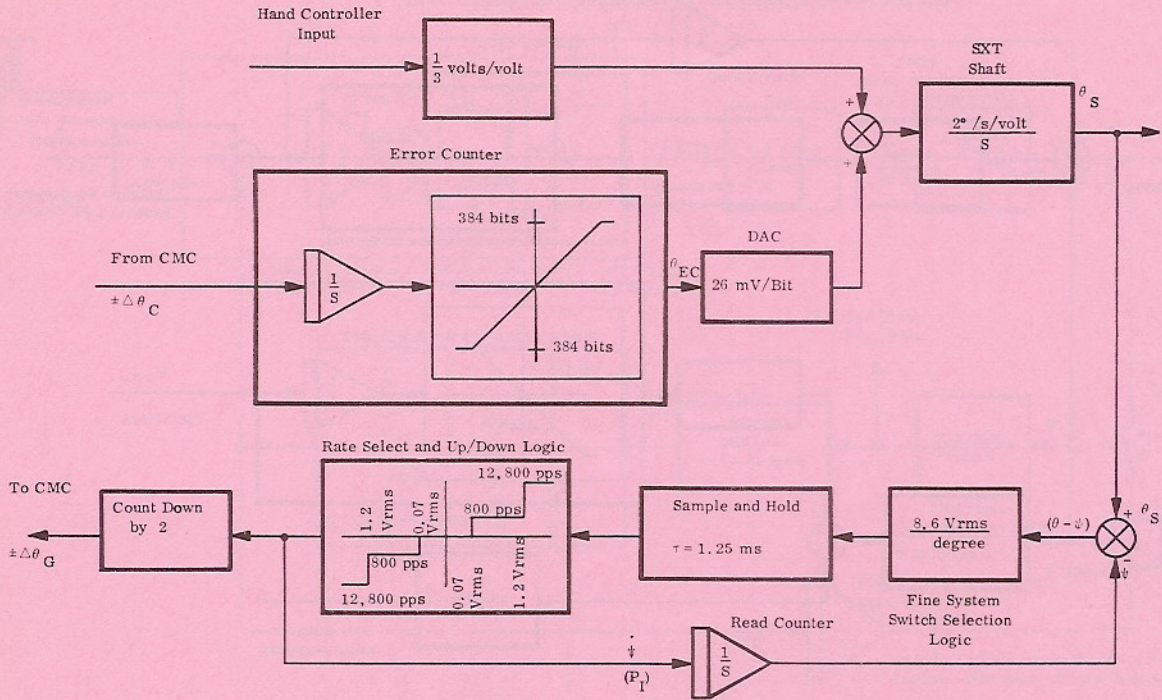 Hand Controller
Input
1/3 volts/volt
SXT
Shaft
θS
+
+
2°/s/volt
S
Error Counter
384 bits
384 bits
From CMC
±Δθ C
1
S
θEC
DAC
26 mV/Bit
Rate Select and Up/Down Logic
12,800 pps
1.2
Vrms
0.07
Vrms
800 pps
800 pps
12,800 pps
0.07
Vrms
1.2 Vrms
To CMC
±Δθ G
Count Down
by 2
Sample and Hold
τ = 1.25 ms
8.6 Vrms
degree
(θ - ψ)
+
θS
-
ψ
Fine System
Switch Selection
Logic
Read Counter
ψ̇
(PI)
1
S